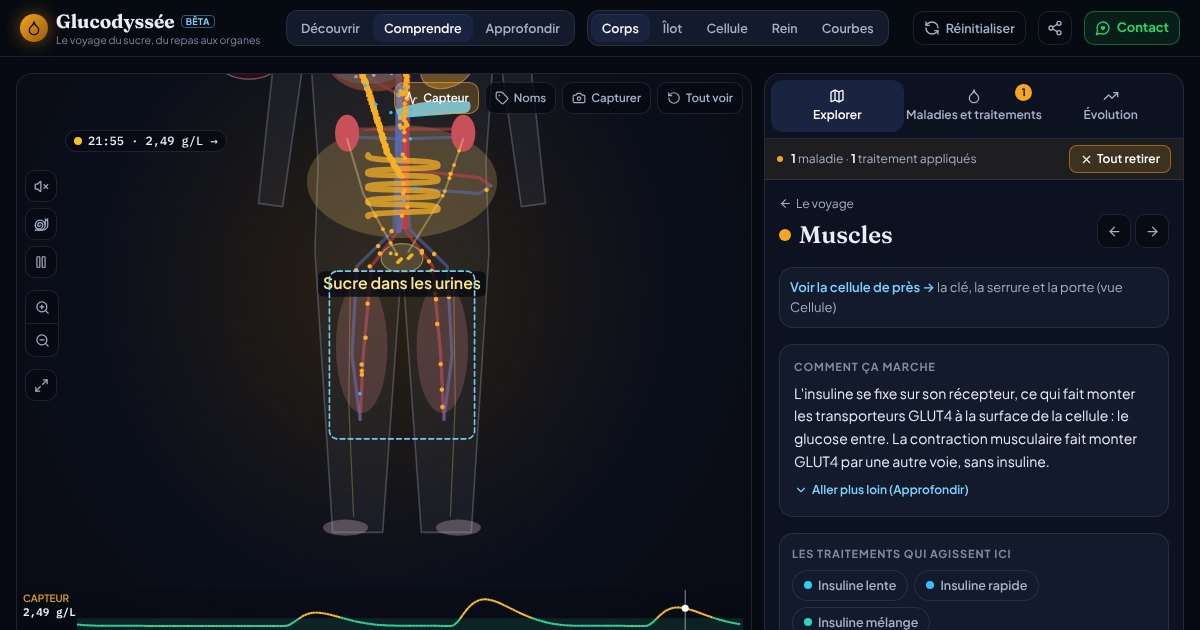 Glucodyssée BÊTA
Le voyage du sucre, du repas aux organes
Découvrir Comprendre Approfondir
Corps Îlot Cellule Rein Courbes
Réinitialiser
Contact
Capteur Noms Capturer Tout voir
21:55 · 2,49 g/L →
Sucre dans les urines
CAPTEUR
2,49 g/L
1
Explorer Maladies et traitements Évolution
1 maladie · 1 traitement appliqués
× Tout retirer
← Le voyage
Muscles
← →
Voir la cellule de près → la clé, la serrure et la porte (vue
Cellule)
COMMENT ÇA MARCHE
L'insuline se fixe sur son récepteur, ce qui fait monter
les transporteurs GLUT4 à la surface de la cellule : le
glucose entre. La contraction musculaire fait monter
GLUT4 par une autre voie, sans insuline.
Aller plus loin (Approfondir)
LES TRAITEMENTS QUI AGISSENT ICI
Insuline lente Insuline rapide
Insuline mélange